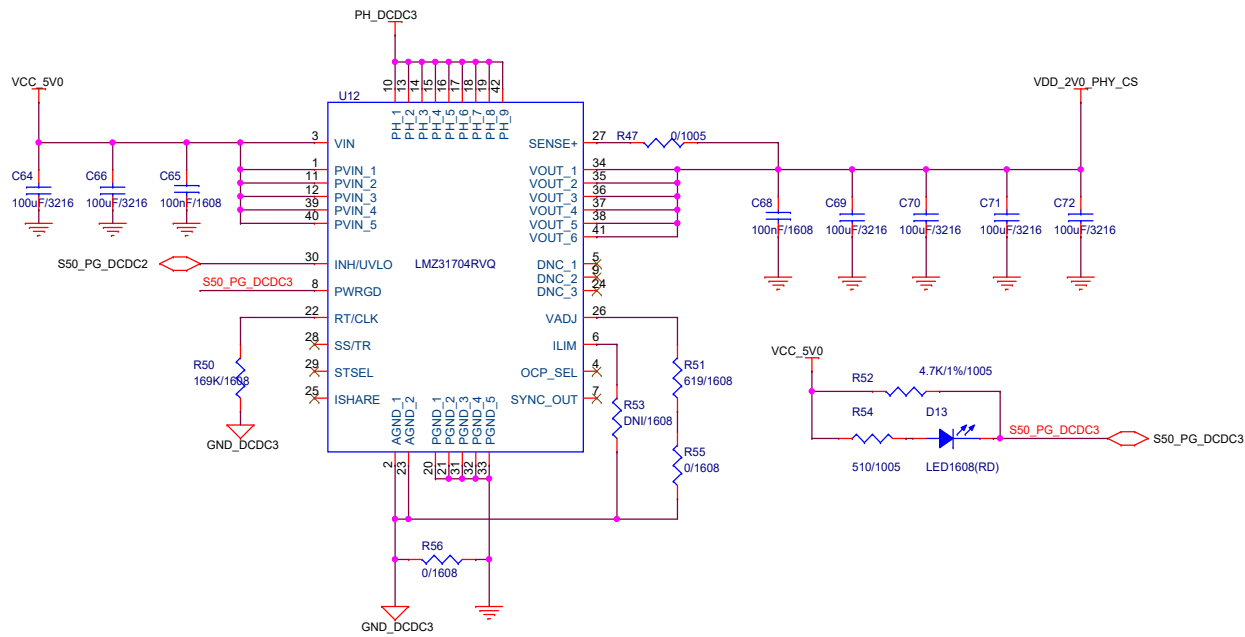 PH_DCDC3
VCC_5V0
VDD_2V0_PHY_CS
10
13
14
15
16
17
18
19
42
U12
PH_1
PH_2
PH_3
PH_4
PH_5
PH_6
PH_7
PH_8
PH_9
3
VIN
SENSE+
27
R47
0/1005
1
PVIN_1
VOUT_1
34
11
PVIN_2
VOUT_2
35
12
PVIN_3
VOUT_3
36
39
PVIN_4
VOUT_4
37
40
PVIN_5
VOUT_5
38
VOUT_6
41
C64
100uF/3216
C66
100uF/3216
C65
100nF/1608
C68
100nF/1608
C69
100uF/3216
C70
100uF/3216
C71
100uF/3216
C72
100uF/3216
S50_PG_DCDC2
30
INH/UVLO
LMZ31704RVQ
DNC_1
5
DNC_2
9
DNC_3
24
S50_PG_DCDC3
8
PWRGD
22
RT/CLK
VADJ
26
28
SS/TR
ILIM
6
29
STSEL
OCP_SEL
4
25
ISHARE
SYNC_OUT
7
R50
169K/1608
GND_DCDC3
R51
619/1608
R53
DNI/1608
R55
0/1608
AGND_1
AGND_2
PGND_1
PGND_2
PGND_3
PGND_4
PGND_5
2
23
20
21
31
32
33
R56
0/1608
GND_DCDC3
VCC_5V0
R52
4.7K/1%/1005
R54
510/1005
D13
LED1608(RD)
S50_PG_DCDC3
S50_PG_DCDC3